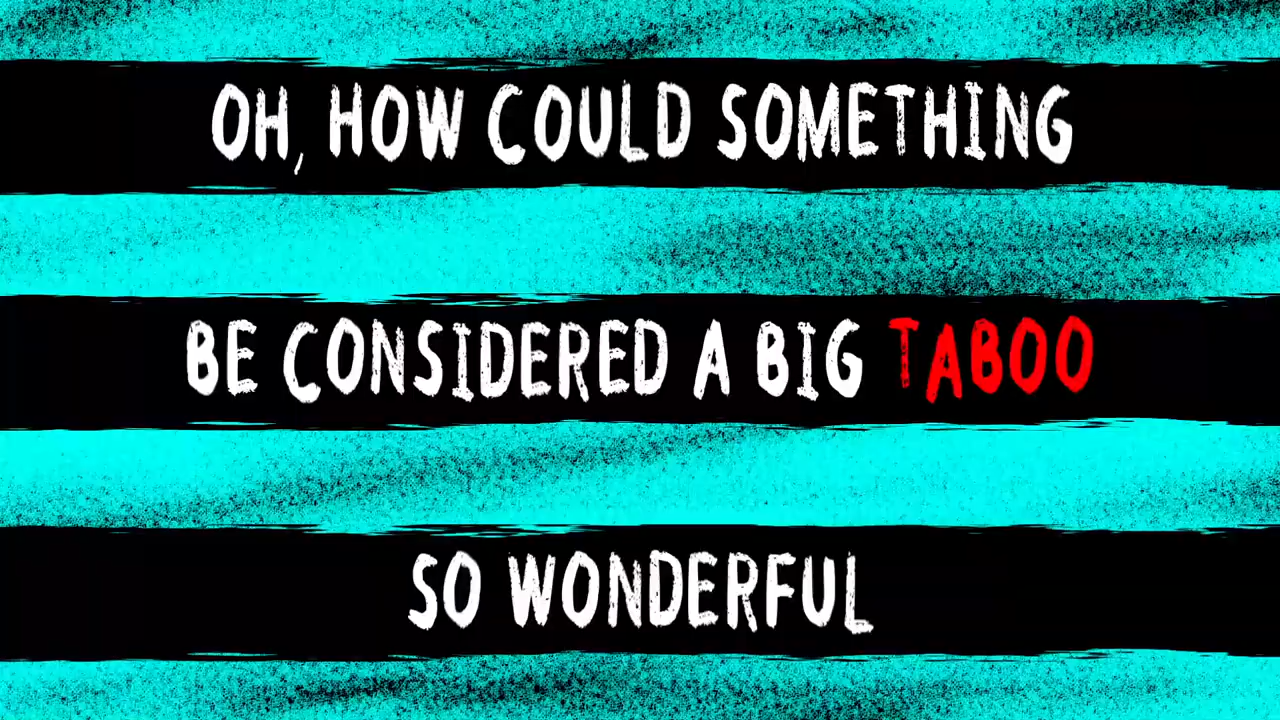 OH, HOW COULD SOMETHING
BE CONSIDERED A BIG TABOO
SO WONDERFUL